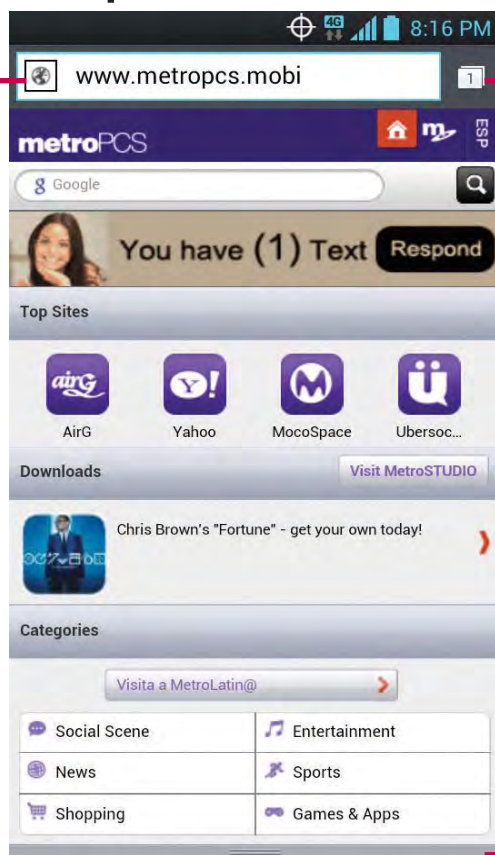 4G 8:16 PM
www.metropcs.mobi 1
metroPCS m ESP
g Google
You have (1) Text Respond
Top Sites
airG Y! M ü
AirG Yahoo MocoSpace Ubersoc...
Downloads Visit MetroSTUDIO
Chris Brown's "Fortune" - get your own today!
Categories
Visita a MetroLatin@
Social Scene Entertainment
News Sports
Shopping Games & Apps